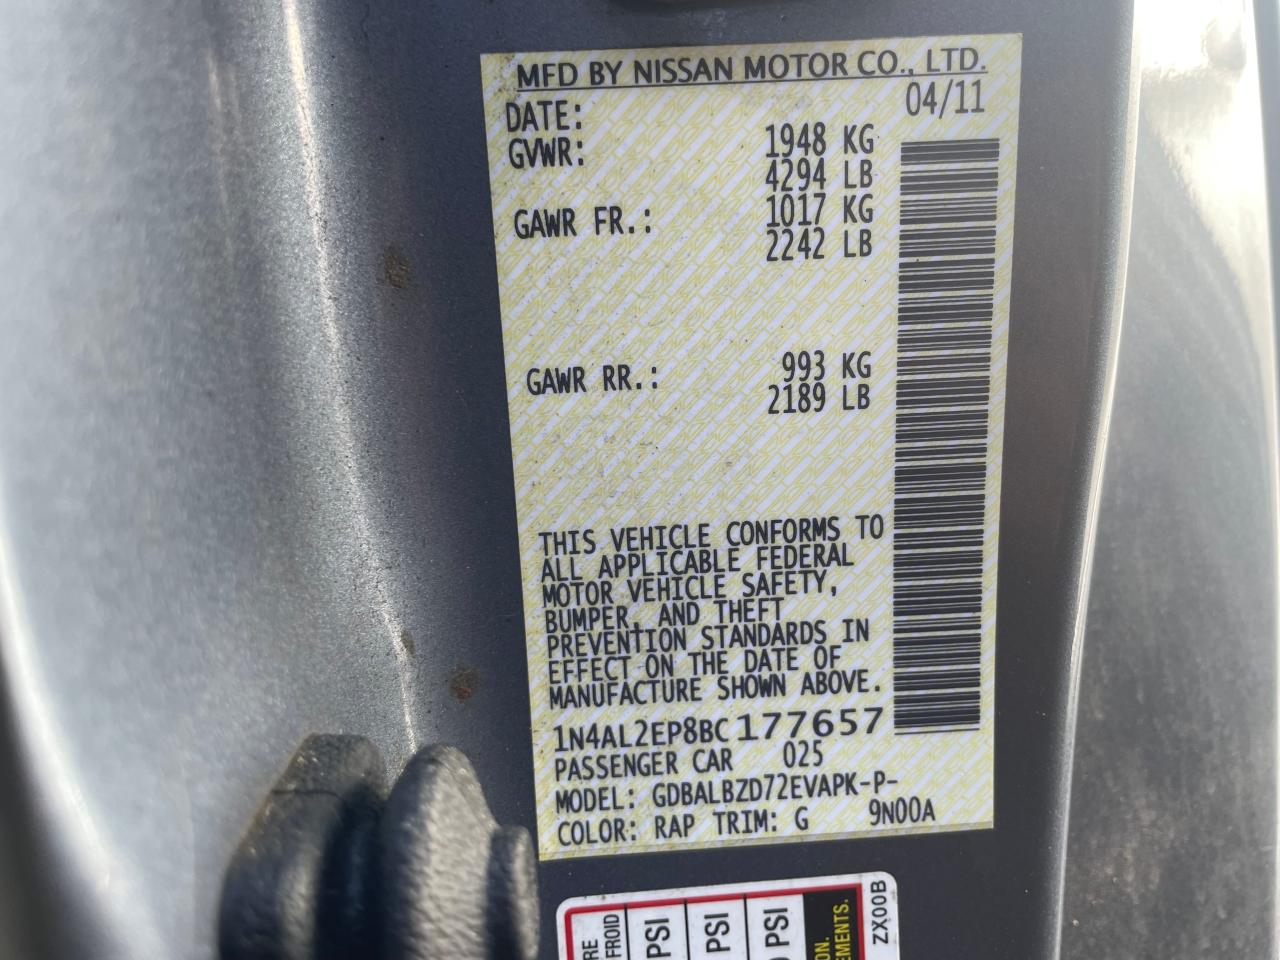 MFD BY NISSAN MOTOR CO., LTD.
DATE: 04/11
GVWR: 1948 KG
4294 LB
GAWR FR.: 1017 KG
2242 LB
GAWR RR.: 993 KG
2189 LB
THIS VEHICLE CONFORMS TO
ALL APPLICABLE FEDERAL
MOTOR VEHICLE SAFETY,
BUMPER, AND THEFT
PREVENTION STANDARDS IN
EFFECT ON THE DATE OF
MANUFACTURE SHOWN ABOVE.
1N4AL2EP8BC177657
PASSENGER CAR 025
MODEL: GDBALBZD72EVAPK-P-
COLOR: RAP TRIM: G 9N00A
FROID
PSI
PSI
PSI
ZX00B